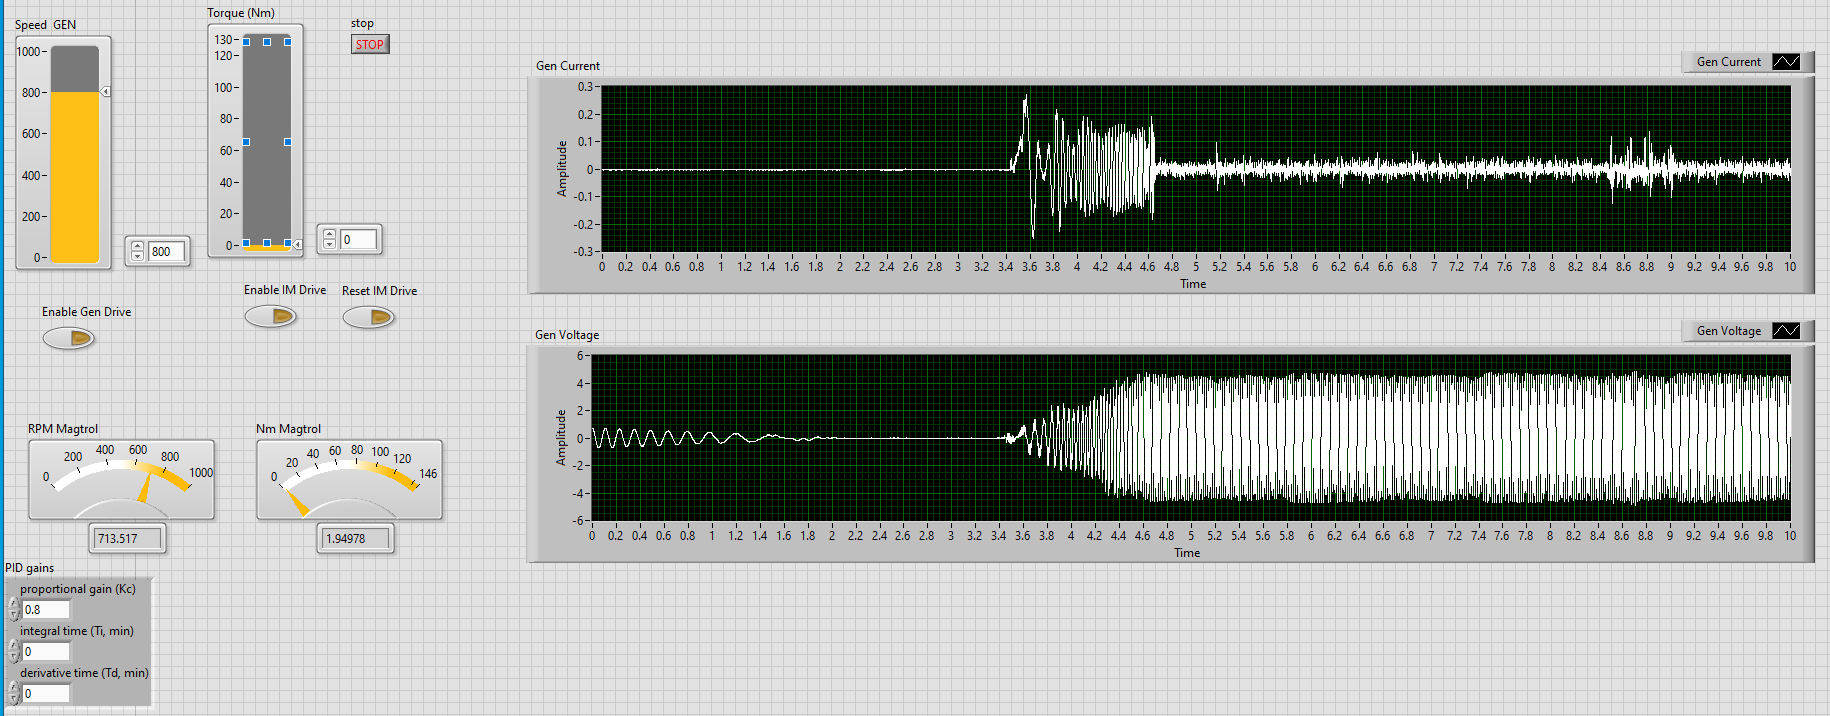 Speed GEN
1000
800
600
400
200
0
800
Torque (Nm)
130
120
100
80
60
40
20
0
0
stop
STOP
Enable Gen Drive
Enable IM Drive
Reset IM Drive
RPM Magtrol
0 200 400 600 800 1000
713.517
Nm Magtrol
0 20 40 60 80 100 120 146
1.94978
PID gains
proportional gain (Kc)
0.8
integral time (Ti, min)
0
derivative time (Td, min)
0
Gen Current
Gen Current
Amplitude
0.3
0.2
0.1
0
-0.1
-0.2
-0.3
0 0.2 0.4 0.6 0.8 1 1.2 1.4 1.6 1.8 2 2.2 2.4 2.6 2.8 3 3.2 3.4 3.6 3.8 4 4.2 4.4 4.6 4.8 5 5.2 5.4 5.6 5.8 6 6.2 6.4 6.6 6.8 7 7.2 7.4 7.6 7.8 8 8.2 8.4 8.6 8.8 9 9.2 9.4 9.6 9.8 10
Time
Gen Voltage
Gen Voltage
Amplitude
6
4
2
0
-2
-4
-6
0 0.2 0.4 0.6 0.8 1 1.2 1.4 1.6 1.8 2 2.2 2.4 2.6 2.8 3 3.2 3.4 3.6 3.8 4 4.2 4.4 4.6 4.8 5 5.2 5.4 5.6 5.8 6 6.2 6.4 6.6 6.8 7 7.2 7.4 7.6 7.8 8 8.2 8.4 8.6 8.8 9 9.2 9.4 9.6 9.8 10
Time